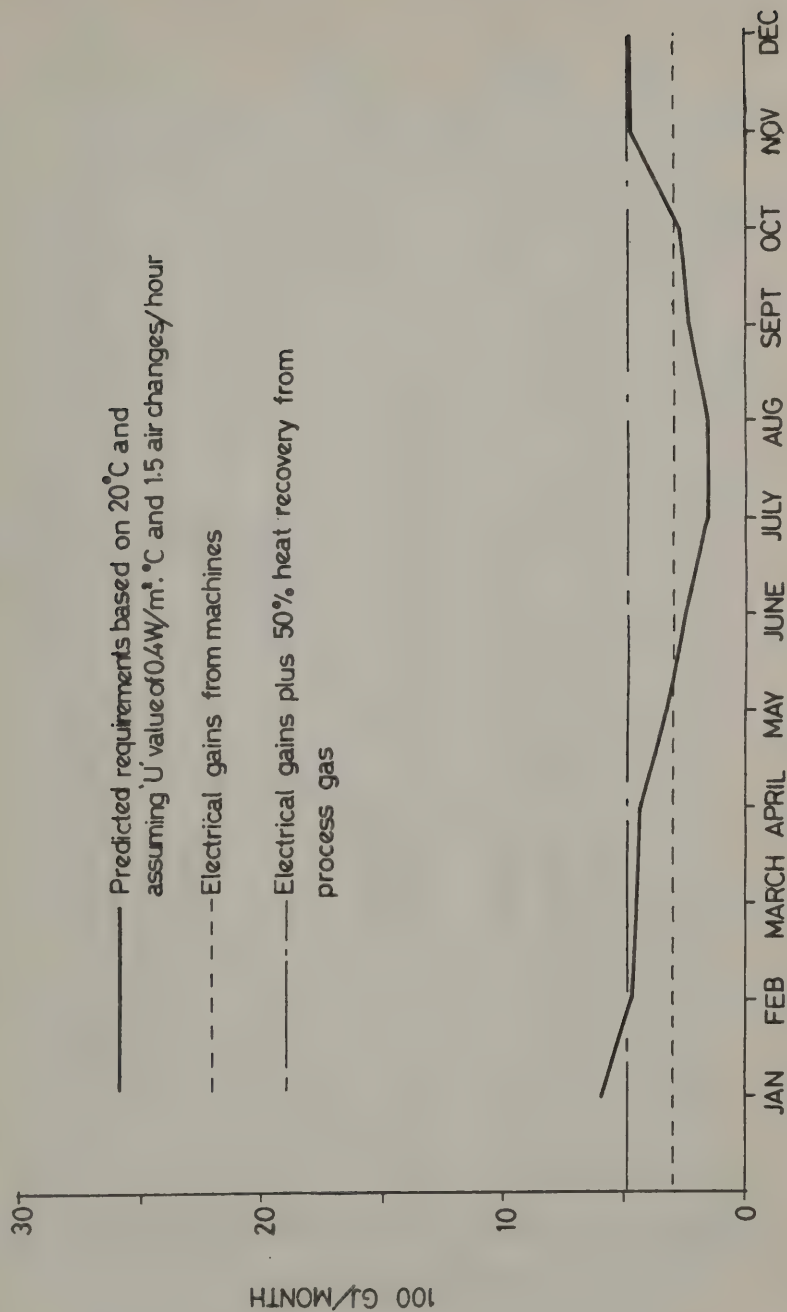 Predicted requirements based on 20°C and
assuming 'U' value of 0.4W/m². °C and 1.5 air changes/hour
Electrical gains from machines
Electrical gains plus 50% heat recovery from
process gas
30
20
10
0
100 GJ/MONTH
JAN FEB MARCH APRIL MAY JUNE JULY AUG SEPT OCT NOV DEC